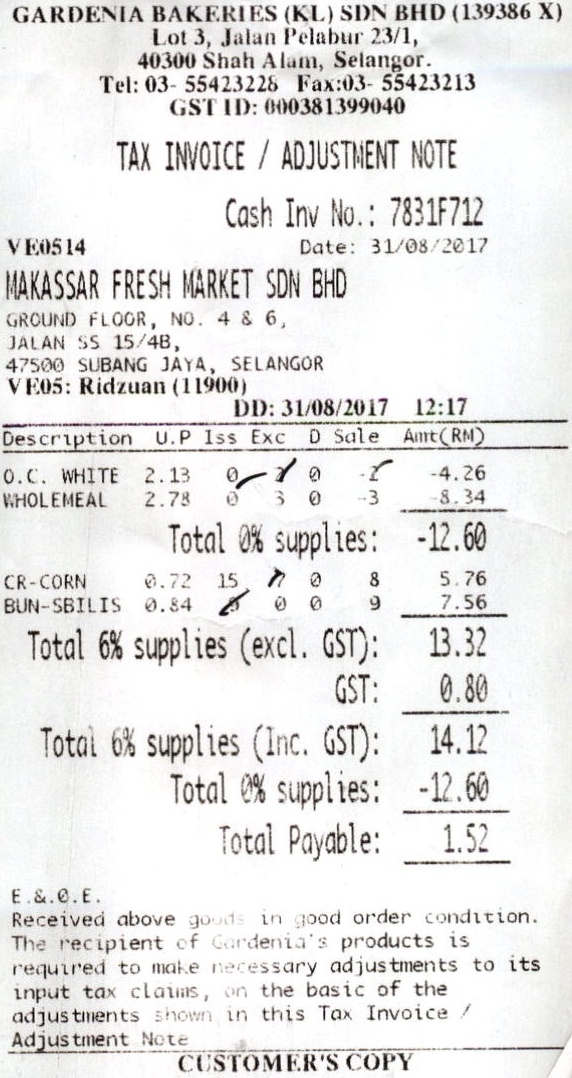 GARDENIA BAKERIES (KL) SDN BHD (139386 X)
Lot 3, Jalan Pelabur 23/1,
40300 Shah Alam, Selangor.
Tel: 03- 55423228 Fax:03- 55423213
GST ID: 000381399040
TAX INVOICE / ADJUSTMENT NOTE
Cash Inv No.: 7831F712
VE0514 Date: 31/08/2017
MAKASSAR FRESH MARKET SDN BHD
GROUND FLOOR, NO. 4 & 6,
JALAN SS 15/4B,
47500 SUBANG JAYA, SELANGOR
VE05: Ridzuan (11900)
DD: 31/08/2017 12:17
Description U.P Iss Exc D Sale Amt(RM)
O.C. WHITE 2.13 0 0 -4.26
WHOLEMEAL 2.78 0 3 0 -3 -8.34
Total 0% supplies: -12.60
CR-CORN 0.72 15 0 8 5.76
BUN-SBILIS 0.84 0 0 9 7.56
Total 6% supplies (excl. GST): 13.32
GST: 0.80
Total 6% supplies (Inc. GST): 14.12
Total 0% supplies: -12.60
Total Payable: 1.52
E.&.O.E.
Received above goods in good order condition.
The recipient of Gardenia's products is
required to make necessary adjustments to its
input tax claims, on the basic of the
adjustments shown in this Tax Invoice /
Adjustment Note
CUSTOMER'S COPY